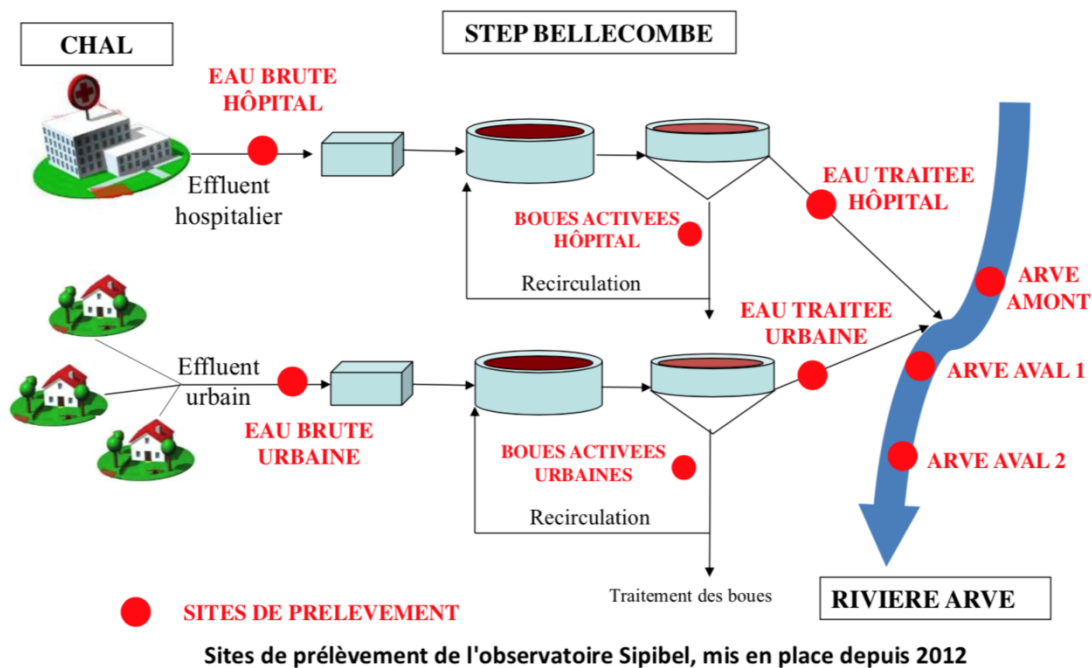 CHAL
STEP BELLECOMBE
EAU BRUTE
HÔPITAL
Effluent
hospitalier
EAU TRAITEE
HÔPITAL
BOUES ACTIVEES
HÔPITAL
Recirculation
ARVE
AMONT
EAU TRAITEE
URBAINE
Effluent
urbain
ARVE AVAL 1
EAU BRUTE
URBAINE
BOUES ACTIVEES
URBAINES
ARVE AVAL 2
Recirculation
Traitement des boues
RIVIERE ARVE
SITES DE PRELEVEMENT
Sites de prélèvement de l'observatoire Sipibel, mis en place depuis 2012